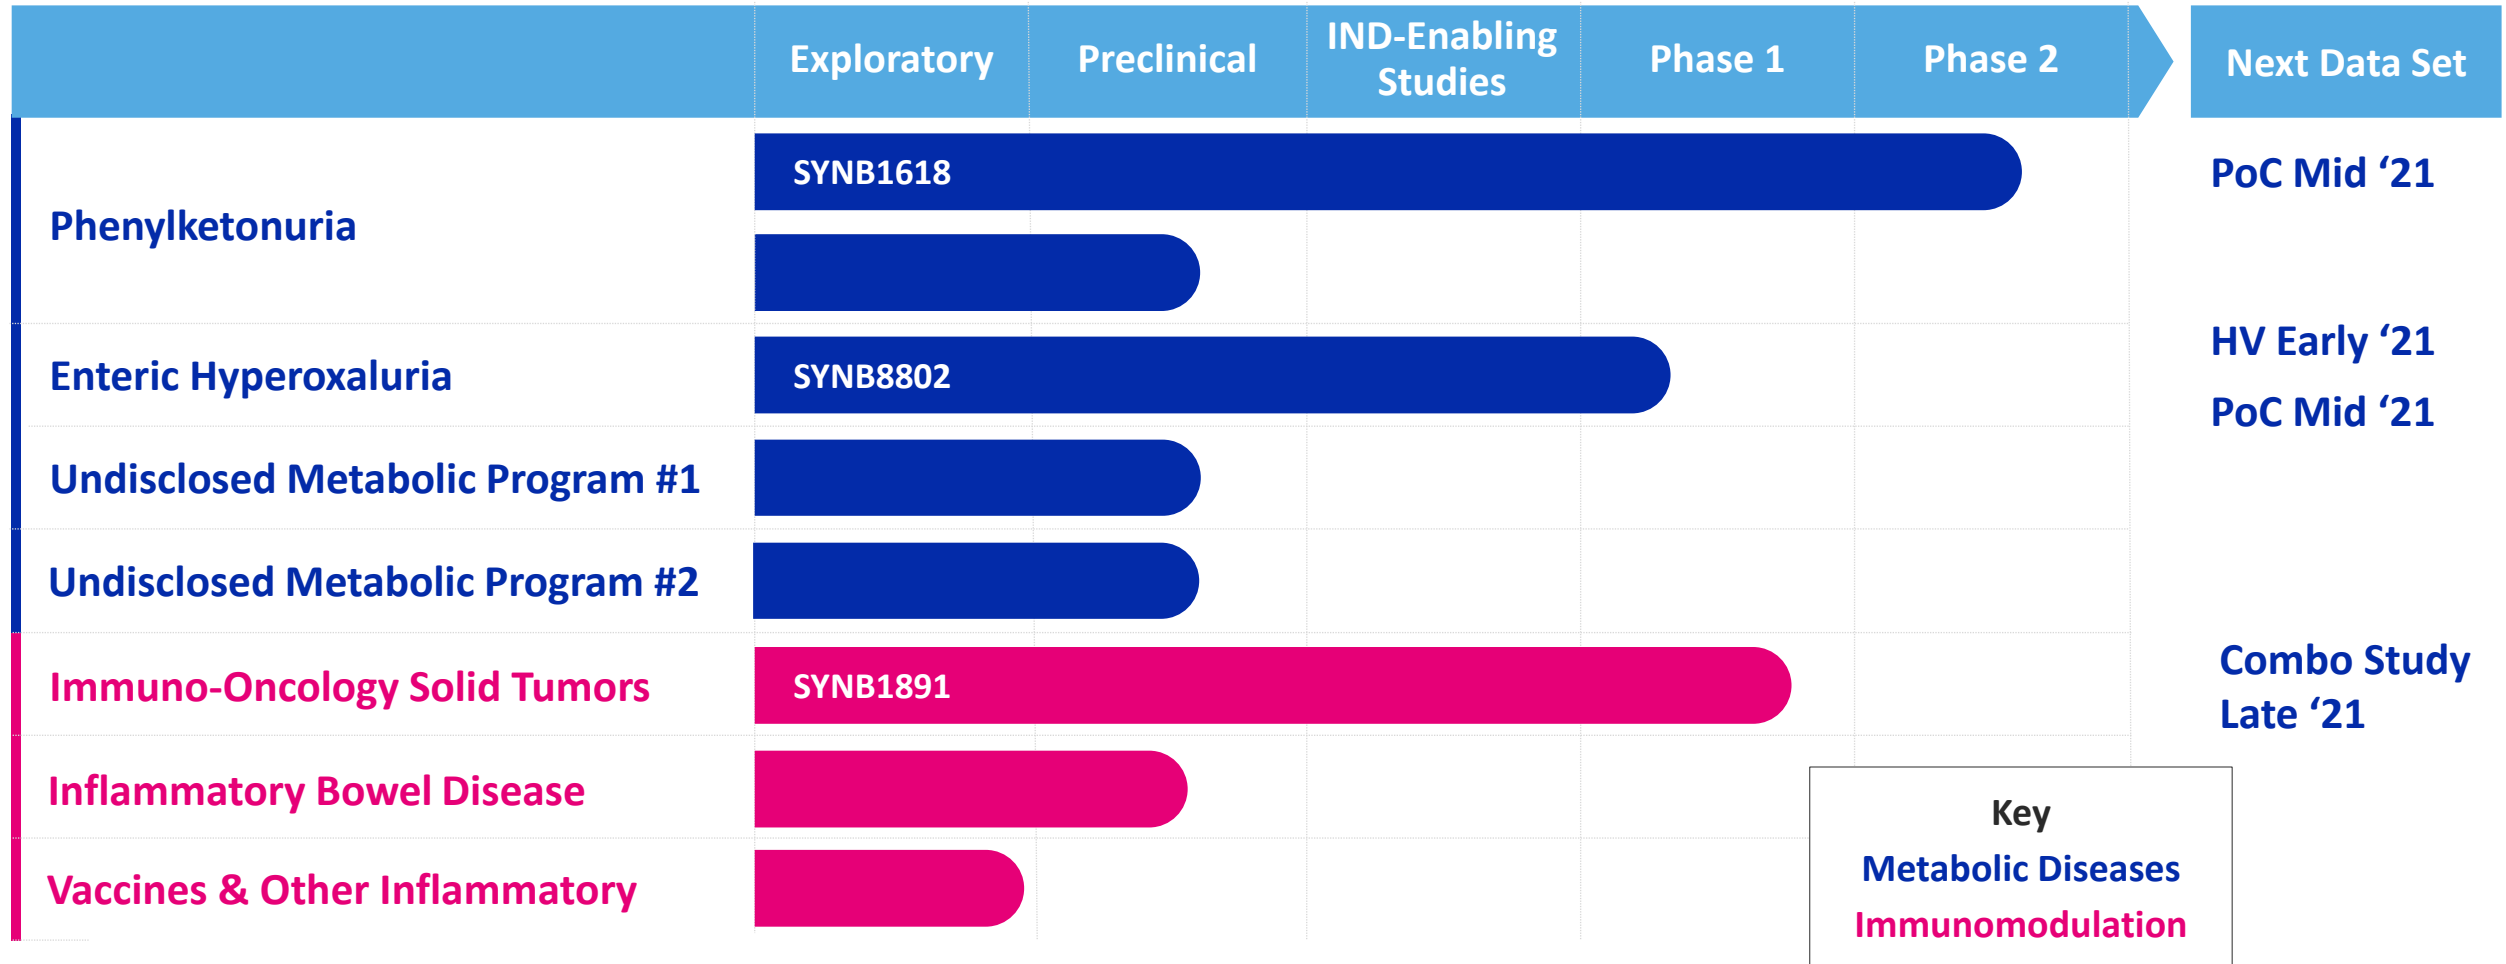 Exploratory
Preclinical
IND-Enabling
Studies
Phase 1
Phase 2
Next Data Set
Phenylketonuria
SYNB1618
PoC Mid ‘21
Enteric Hyperoxaluria
SYNB8802
HV Early ‘21
PoC Mid ‘21
Undisclosed Metabolic Program #1
Undisclosed Metabolic Program #2
Immuno-Oncology Solid Tumors
SYNB1891
Combo Study
Late ‘21
Inflammatory Bowel Disease
Vaccines & Other Inflammatory
Key
Metabolic Diseases
Immunomodulation